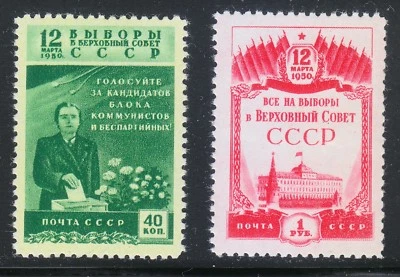 12
МАРТА
1950.
ВЫБОРЫ
В ВЕРХОВНЫЙ СОВЕТ
СССР
ГОЛОСУЙТЕ
ЗА КАНДИДАТОВ
БЛОКА
КОММУНИСТОВ
И БЕСПАРТИЙНЫХ!
ПОЧТА СССР
40
КОП.
12
МАРТА
1950.
ВСЕ НА ВЫБОРЫ
В ВЕРХОВНЫЙ СОВЕТ
СССР
ПОЧТА
СССР
1
РУБ.